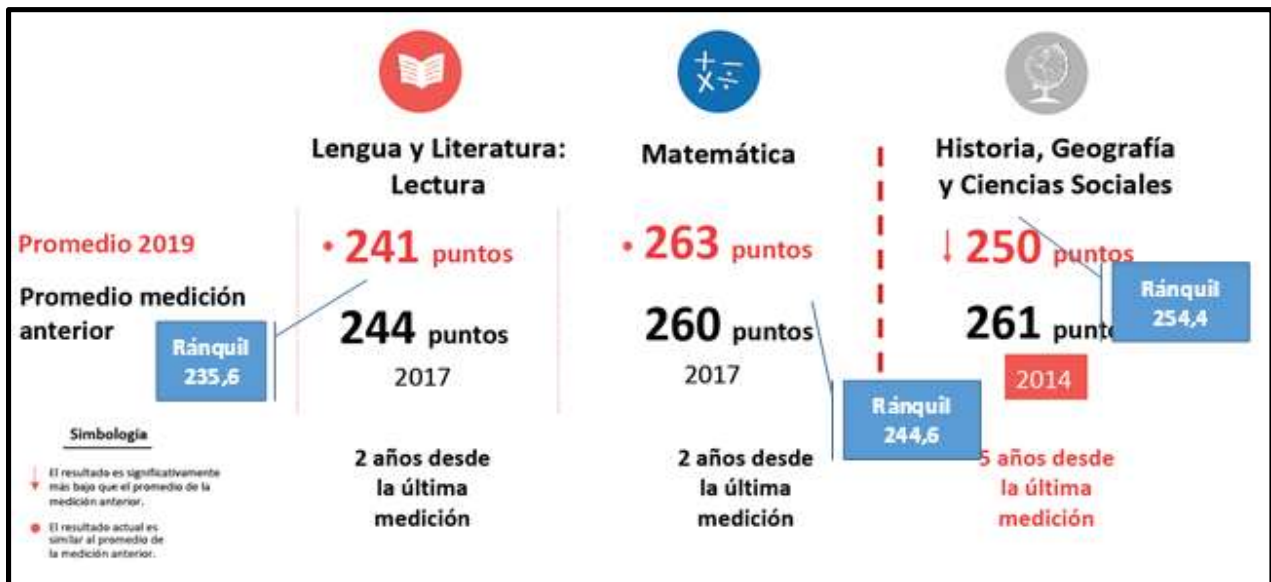 Lengua y Literatura:
Lectura
Matemática
Historia, Geografía
y Ciencias Sociales
Promedio 2019
• 241 puntos
• 263 puntos
↓ 250 puntos
Promedio medición
anterior
244 puntos
260 puntos
261 punto
2017
2017
2014
Ránquil
235,6
Ránquil
244,6
Ránquil
254,4
2 años desde
la última
medición
2 años desde
la última
medición
5 años desde
la última
medición
Simbología
El resultado es significativamente
más bajo que el promedio de la
medición anterior.
El resultado actual es
similar al promedio de
la medición anterior.